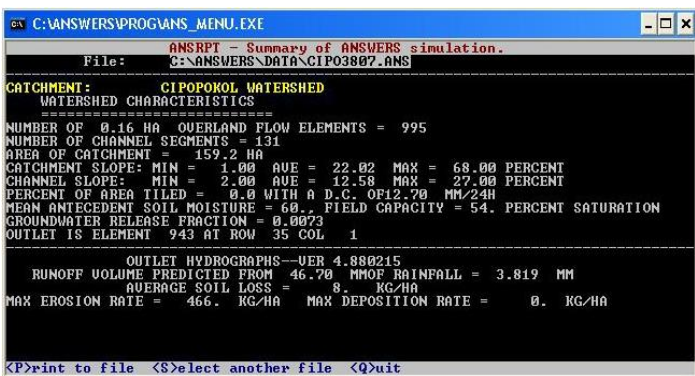 C:\ANSWERS\PROG\ANS_MENU.EXE
ANSRPT - Summary of ANSWERS simulation.
File: C:\ANSWERS\DATA\CIPO3807.ANS
CATCHMENT: CIPOPOKOL WATERSHED
WATERSHED CHARACTERISTICS
============================
NUMBER OF 0.16 HA OVERLAND FLOW ELEMENTS = 995
NUMBER OF CHANNEL SEGMENTS = 131
AREA OF CATCHMENT = 159.2 HA
CATCHMENT SLOPE: MIN = 1.00 AVE = 22.02 MAX = 68.00 PERCENT
CHANNEL SLOPE: MIN = 2.00 AVE = 12.58 MAX = 27.00 PERCENT
PERCENT OF AREA TILED = 0.0 WITH A D.C. OF12.70 MM/24H
MEAN ANTECEDENT SOIL MOISTURE = 60., FIELD CAPACITY = 54. PERCENT SATURATION
GROUNDWATER RELEASE FRACTION = 0.0073
OUTLET IS ELEMENT 943 AT ROW 35 COL 1
OUTLET HYDROGRAPHS--VER 4.880215
RUNOFF VOLUME PREDICTED FROM 46.70 MMOF RAINFALL = 3.819 MM
AVERAGE SOIL LOSS = 8. KG/HA
MAX EROSION RATE = 466. KG/HA MAX DEPOSITION RATE = 0. KG/HA
<P>rint to file <S>elect another file <Q>uit